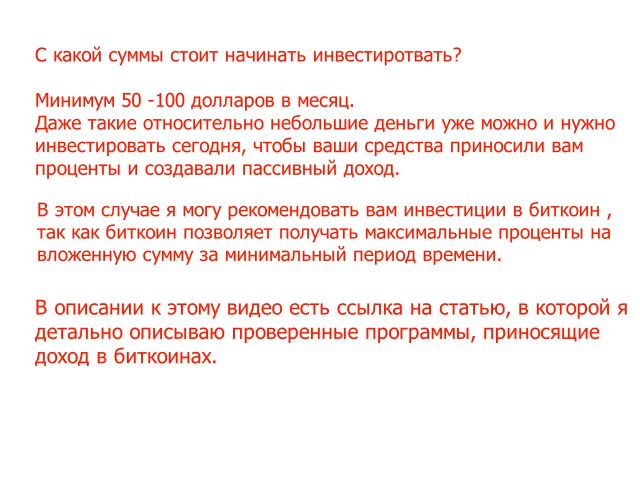 С какой суммы стоит начинать инвестиротвать?
Минимум 50 -100 долларов в месяц.
Даже такие относительно небольшие деньги уже можно и нужно
инвестировать сегодня, чтобы ваши средства приносили вам
проценты и создавали пассивный доход.
В этом случае я могу рекомендовать вам инвестиции в биткоин ,
так как биткоин позволяет получать максимальные проценты на
вложенную сумму за минимальный период времени.
В описании к этому видео есть ссылка на статью, в которой я
детально описываю проверенные программы, приносящие
доход в биткоинах.